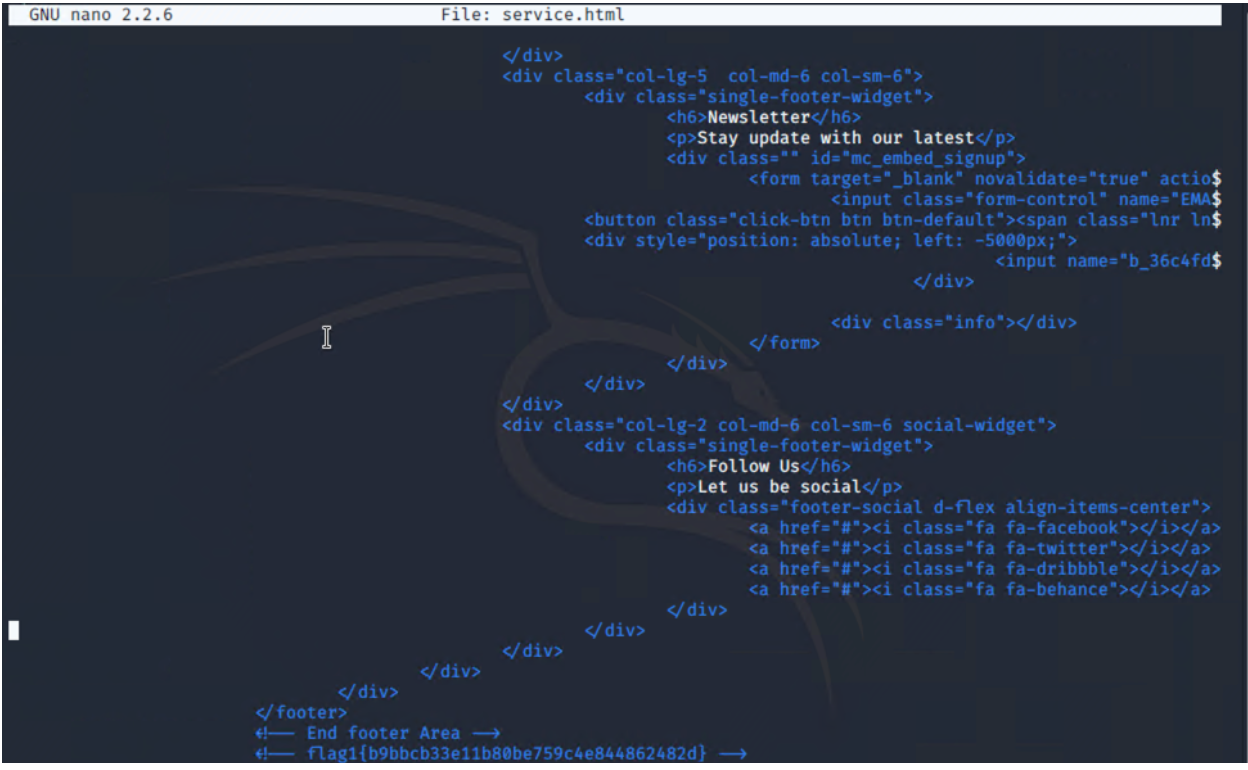 GNU nano 2.2.6 File: service.html
</div>
<div class="col-lg-5  col-md-6 col-sm-6">
<div class="single-footer-widget">
<h6>Newsletter</h6>
<p>Stay update with our latest</p>
<div class="" id="mc_embed_signup">
<form target="_blank" novalidate="true" actio$
<input class="form-control" name="EMA$
<button class="click-btn btn btn-default"><span class="lnr ln$
<div style="position: absolute; left: -5000px;">
<input name="b_36c4fd$
</div>
<div class="info"></div>
</form>
</div>
</div>
</div>
<div class="col-lg-2 col-md-6 col-sm-6 social-widget">
<div class="single-footer-widget">
<h6>Follow Us</h6>
<p>Let us be social</p>
<div class="footer-social d-flex align-items-center">
<a href="#"><i class="fa fa-facebook"></i></a>
<a href="#"><i class="fa fa-twitter"></i></a>
<a href="#"><i class="fa fa-dribbble"></i></a>
<a href="#"><i class="fa fa-behance"></i></a>
</div>
</div>
</div>
</div>
</div>
</footer>
<!-- End footer Area -->
<!-- flag1{b9bbcb33e11b80be759c4e844862482d} -->